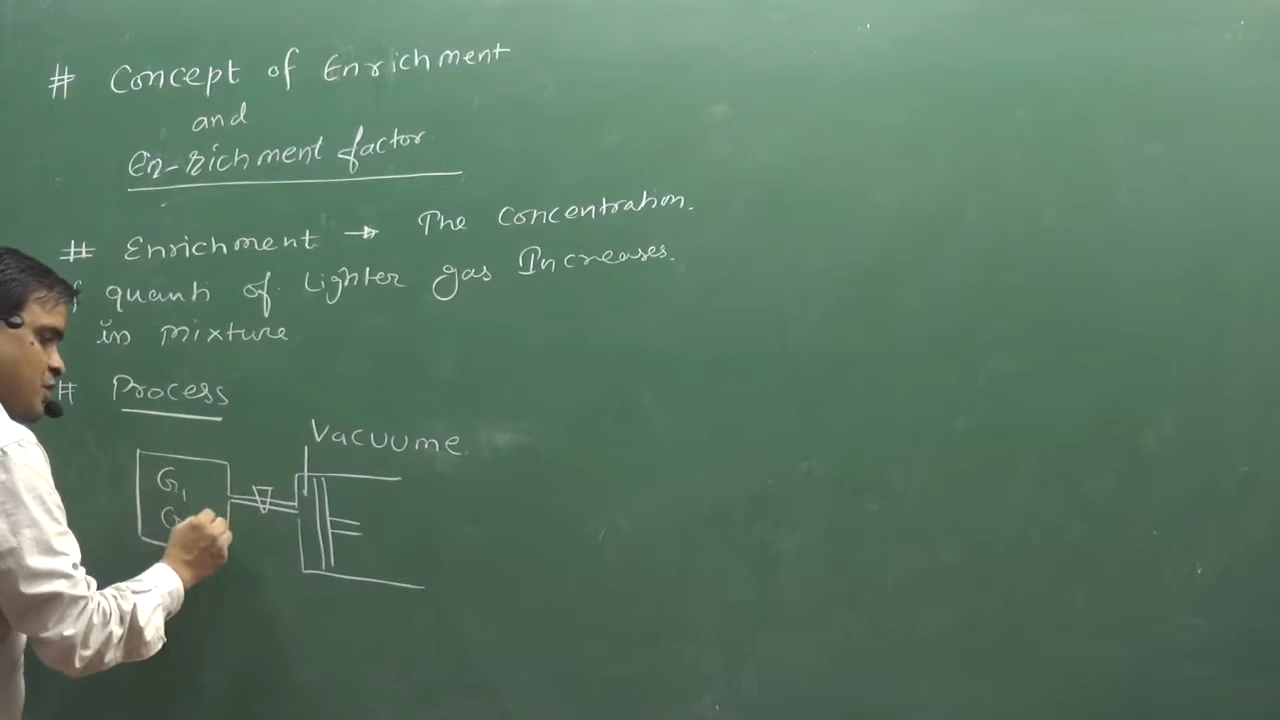 # Concept of Enrichment
and
en-richment factor
# Enrichment → The Concentration.
quanti of lighter gas Increases.
in mixture.
# Process
Vacuume.
G1
G